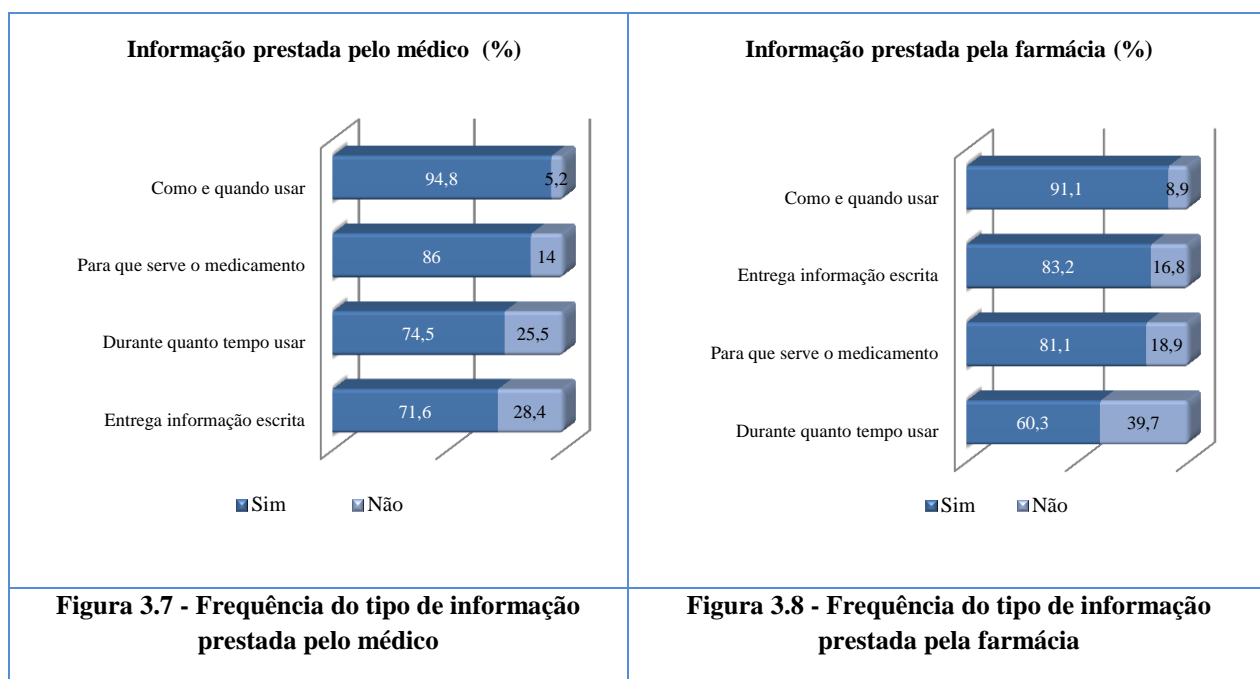 Informação prestada pelo médico (%)
Como e quando usar
94,8
5,2
Para que serve o medicamento
86
14
Durante quanto tempo usar
74,5
25,5
Entrega informação escrita
71,6
28,4
Sim
Não
Figura 3.7 - Frequência do tipo de informação
prestada pelo médico
Informação prestada pela farmácia (%)
Como e quando usar
91,1
8,9
Entrega informação escrita
83,2
16,8
Para que serve o medicamento
81,1
18,9
Durante quanto tempo usar
60,3
39,7
Sim
Não
Figura 3.8 - Frequência do tipo de informação
prestada pela farmácia